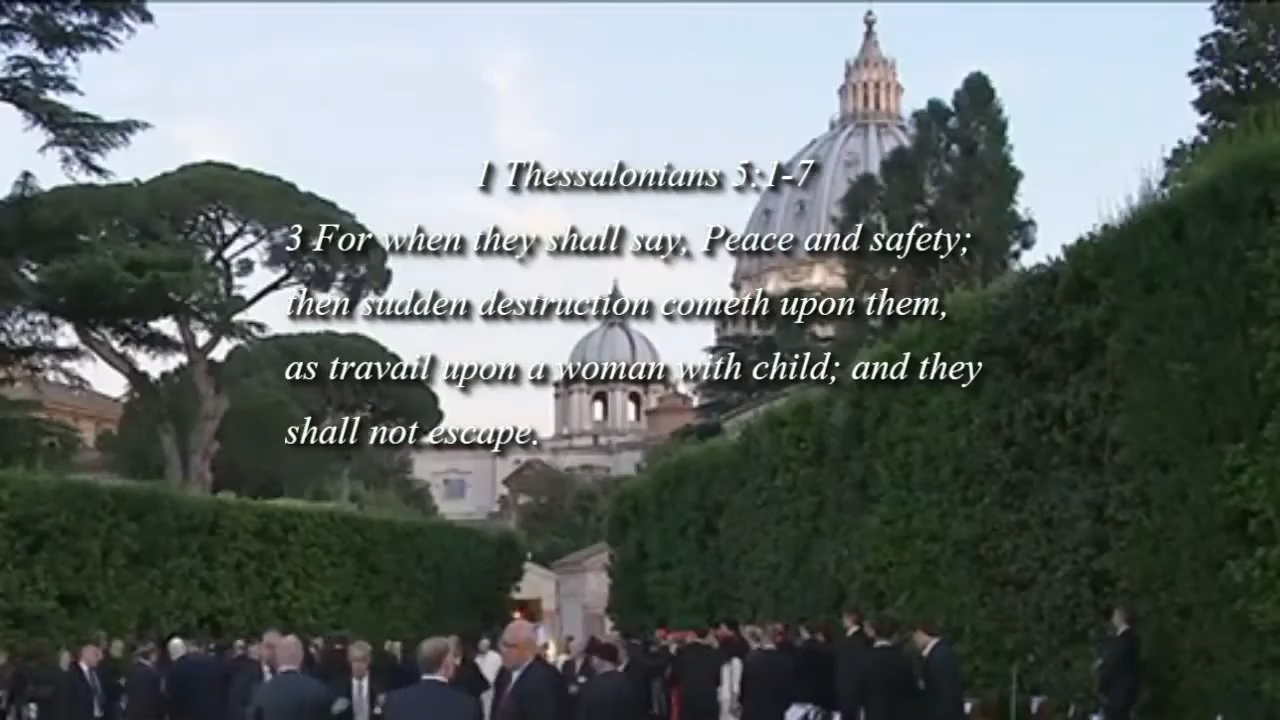 1 Thessalonians 5:1-7
3 For when they shall say, Peace and safety;
then sudden destruction cometh upon them,
as travail upon a woman with child; and they
shall not escape.